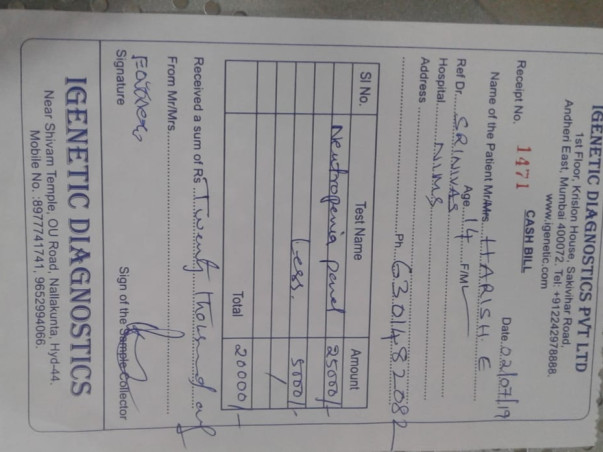 IGENETIC DIAGNOSTICS PVT LTD
1st Floor, Krislon House, Sakivihar Road,
Andheri East, Mumbai 400072, Tel: +912242978888.
www.igenetic.com
CASH BILL
Receipt No. 1471 Date 02/07/19
Name of the Patient Mr/Mrs HARISH E
Age 14 F/M
Ref Dr. SRINIVAS
Hospital NIMS
Address Ph 6301482082
Sl No. Test Name Amount
Neutropenia panel 25000/-
Less. 5000/-
Total 20000/-
Received a sum of Rs Twenty thousand only
From Mr/Mrs
Signature Sign of the Sample Collector
IGENETIC DIAGNOSTICS
Near Shivam Temple, OU Road, Nallakunta, Hyd-44.
Mobile No. :8977741741, 9652994066.